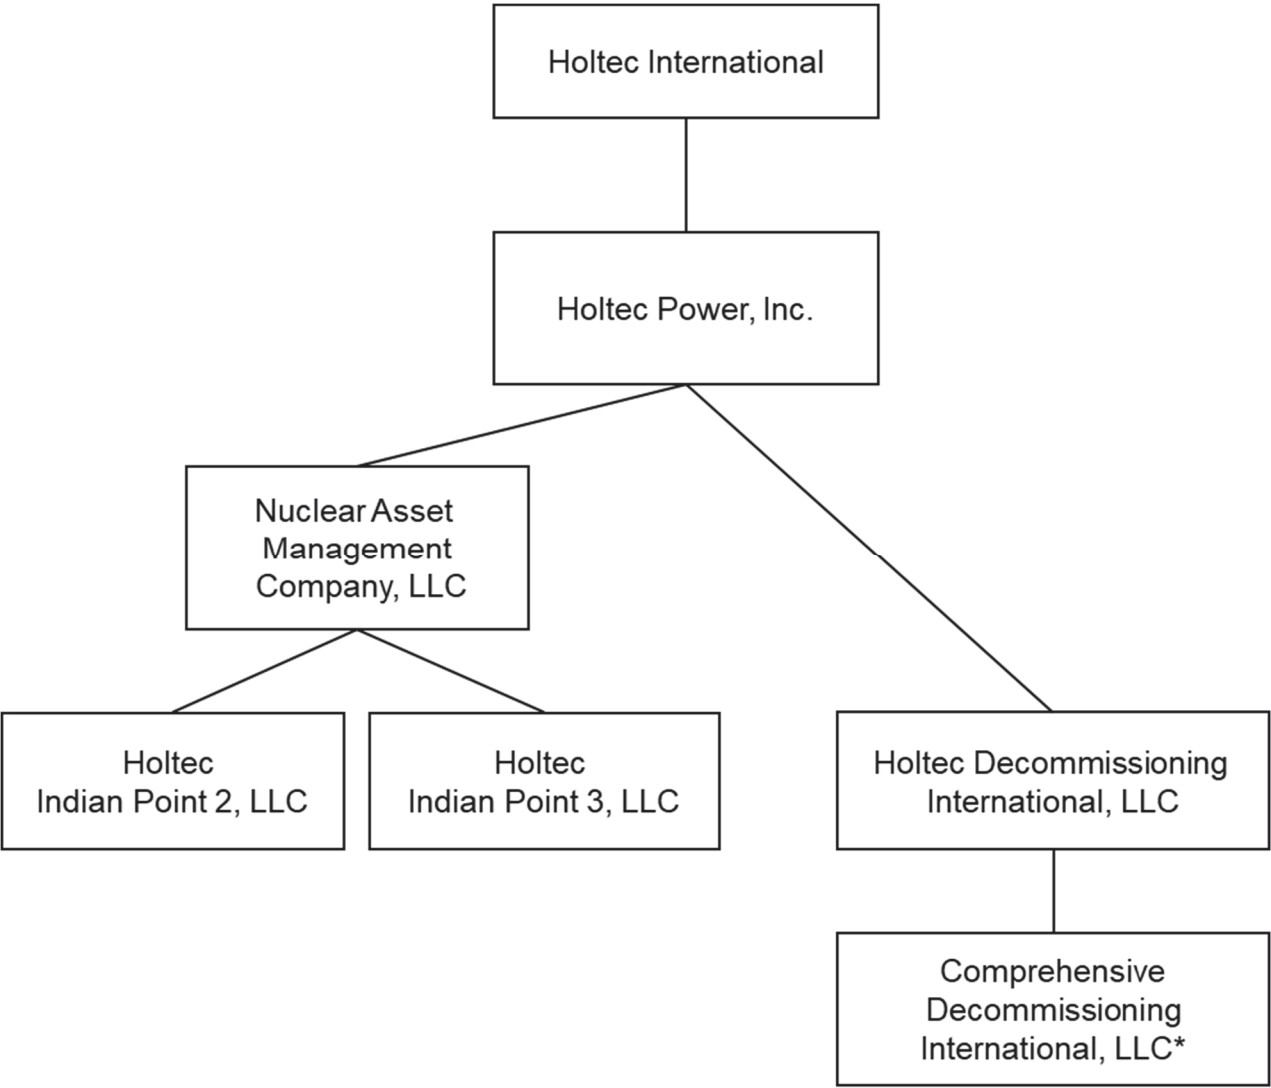 Holtec International
Holtec Power, Inc.
Nuclear Asset
Management
Company, LLC
Holtec
Indian Point 2, LLC
Holtec
Indian Point 3, LLC
Holtec Decommissioning
International, LLC
Comprehensive
Decommissioning
International, LLC*